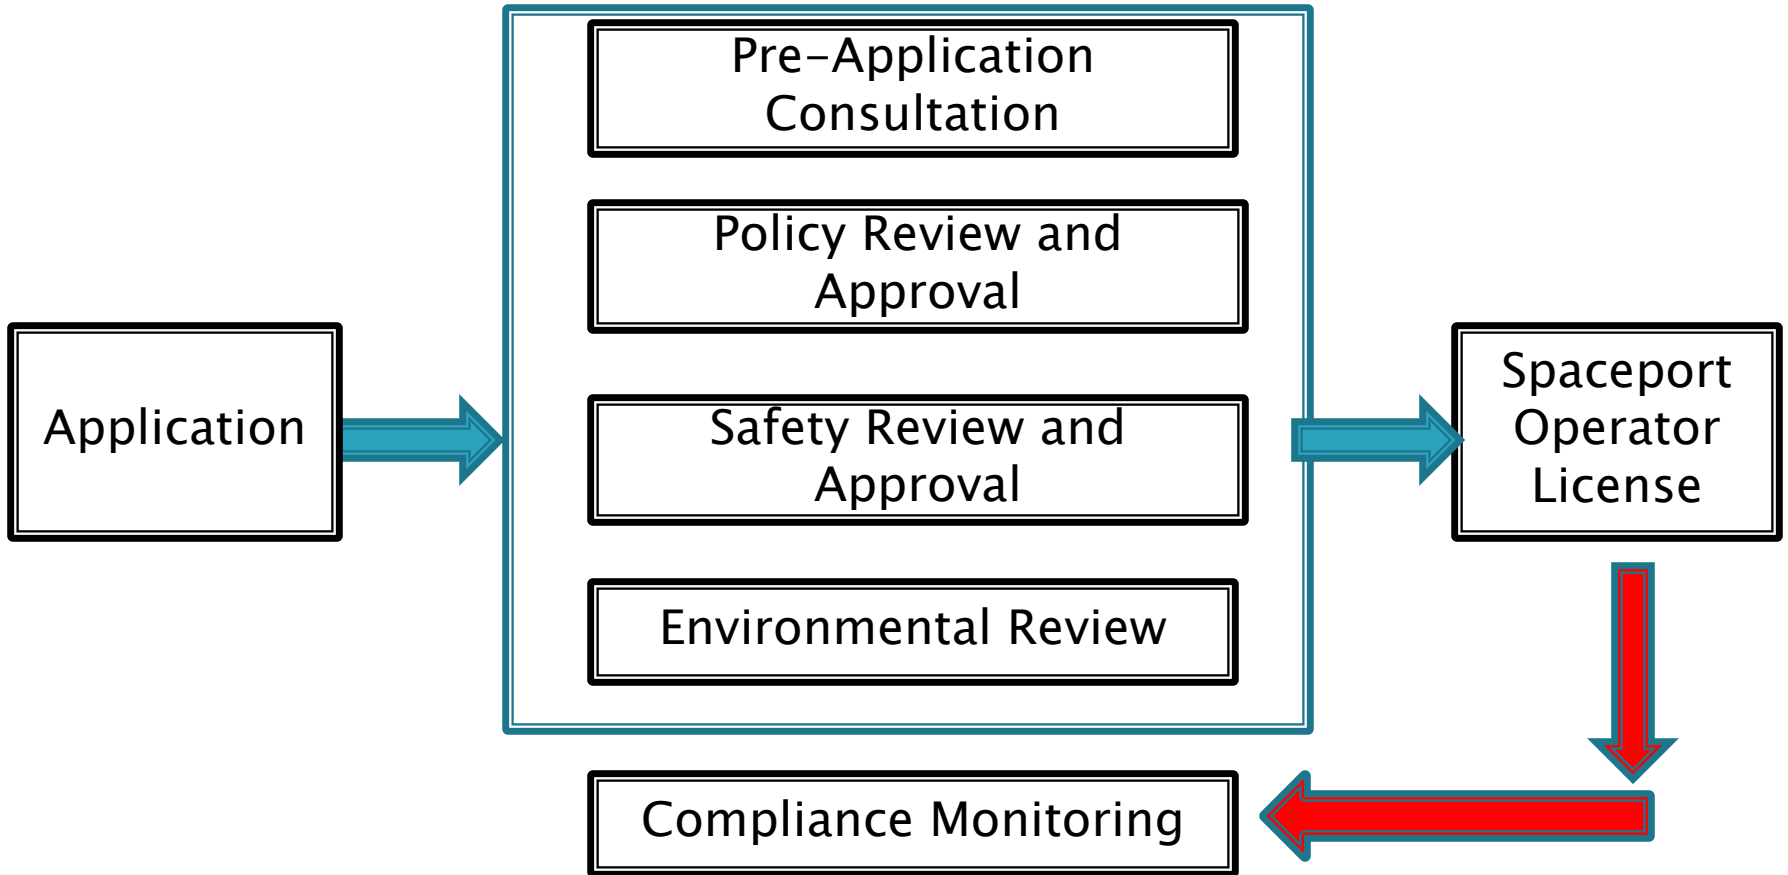 Pre-Application
Consultation
Policy Review and
Approval
Application
Safety Review and
Approval
Spaceport
Operator
License
Environmental Review
Compliance Monitoring